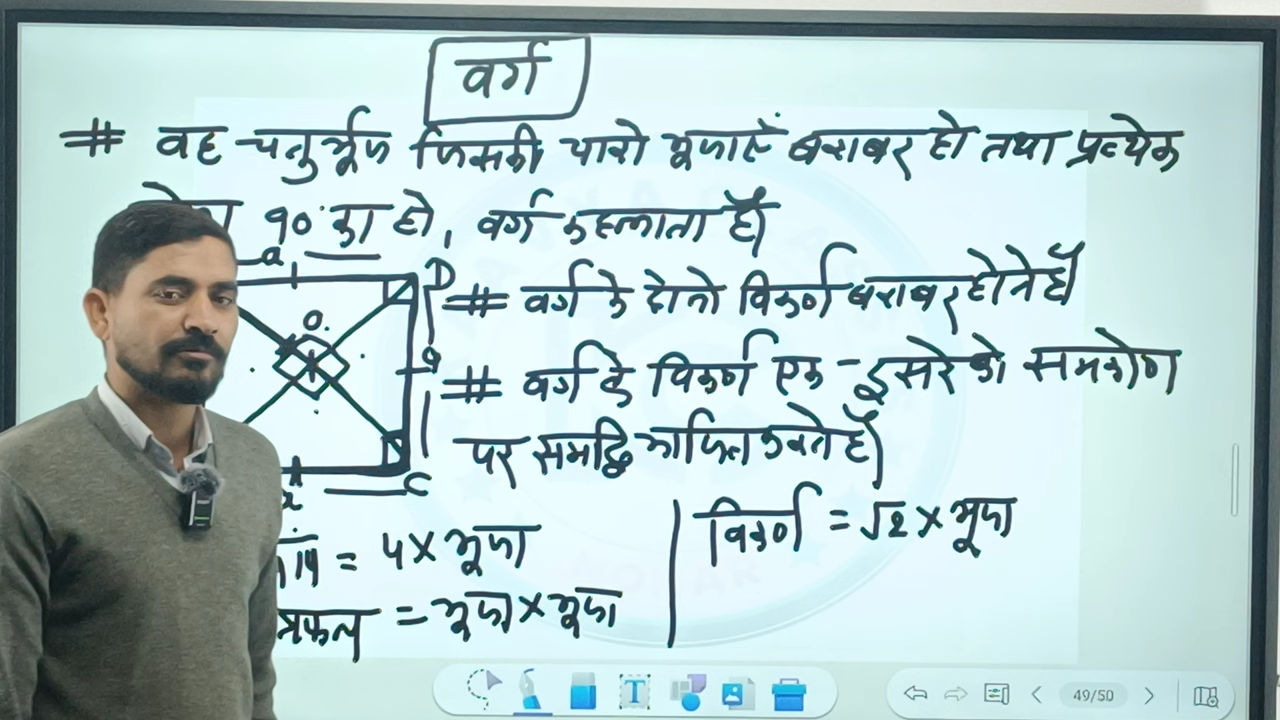 वर्ग
# वह चतुर्भुज जिसकी चारो भुजाएं बराबर हो तथा प्रत्येक
90° का हो, वर्ग कहलाता है।
a
D
# वर्ग के दोनो विकर्ण बराबर होते है।
O
a
# वर्ग के विकर्ण एक-दूसरे को समकोण
पर समद्विभाजित करते है।
C
= 4 × भुजा
विकर्ण = √2 × भुजा
त्रफल = भुजा × भुजा
T
49/50